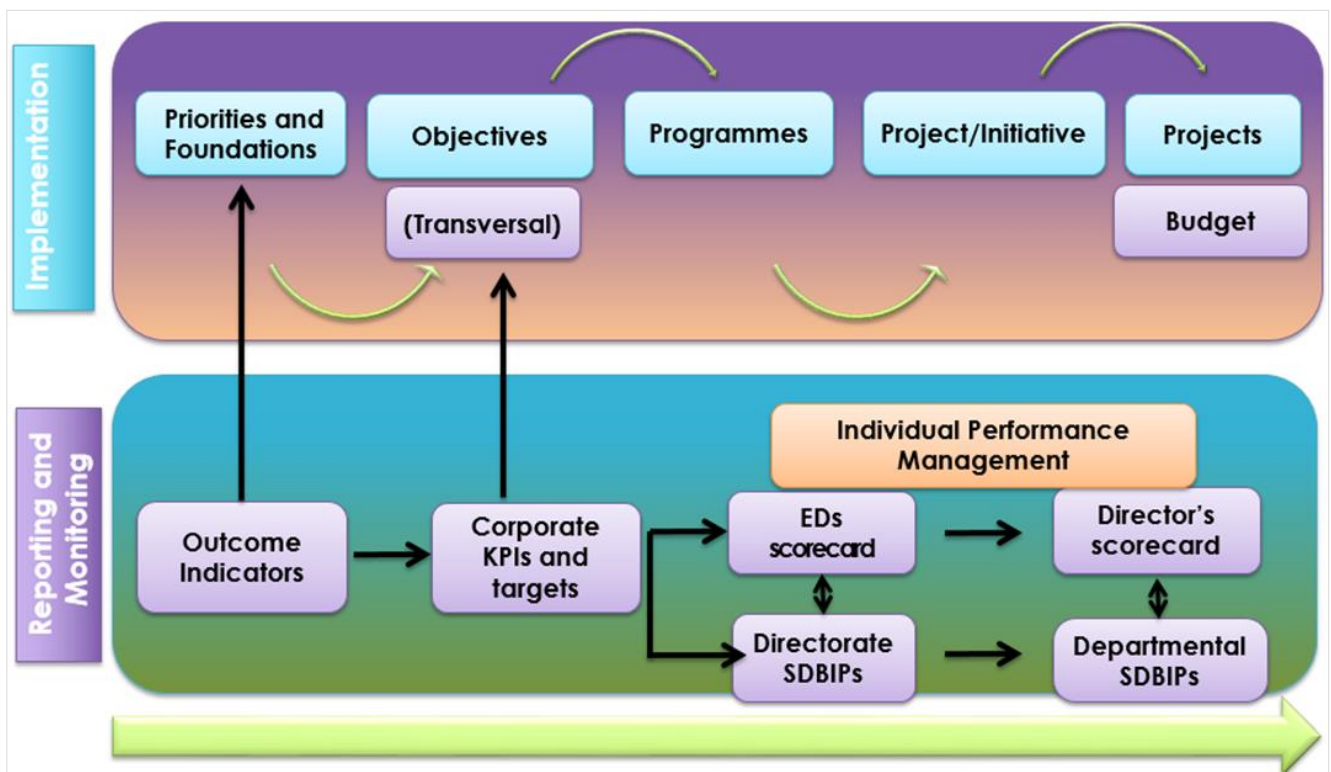 Implementation
Priorities and
Foundations
Objectives
(Transversal)
Programmes
Project/Initiative
Projects
Budget
Reporting and
Monitoring
Individual Performance
Management
Outcome
Indicators
Corporate
KPIs and
targets
EDs
scorecard
Director's
scorecard
Directorate
SDBIPs
Departmental
SDBIPs